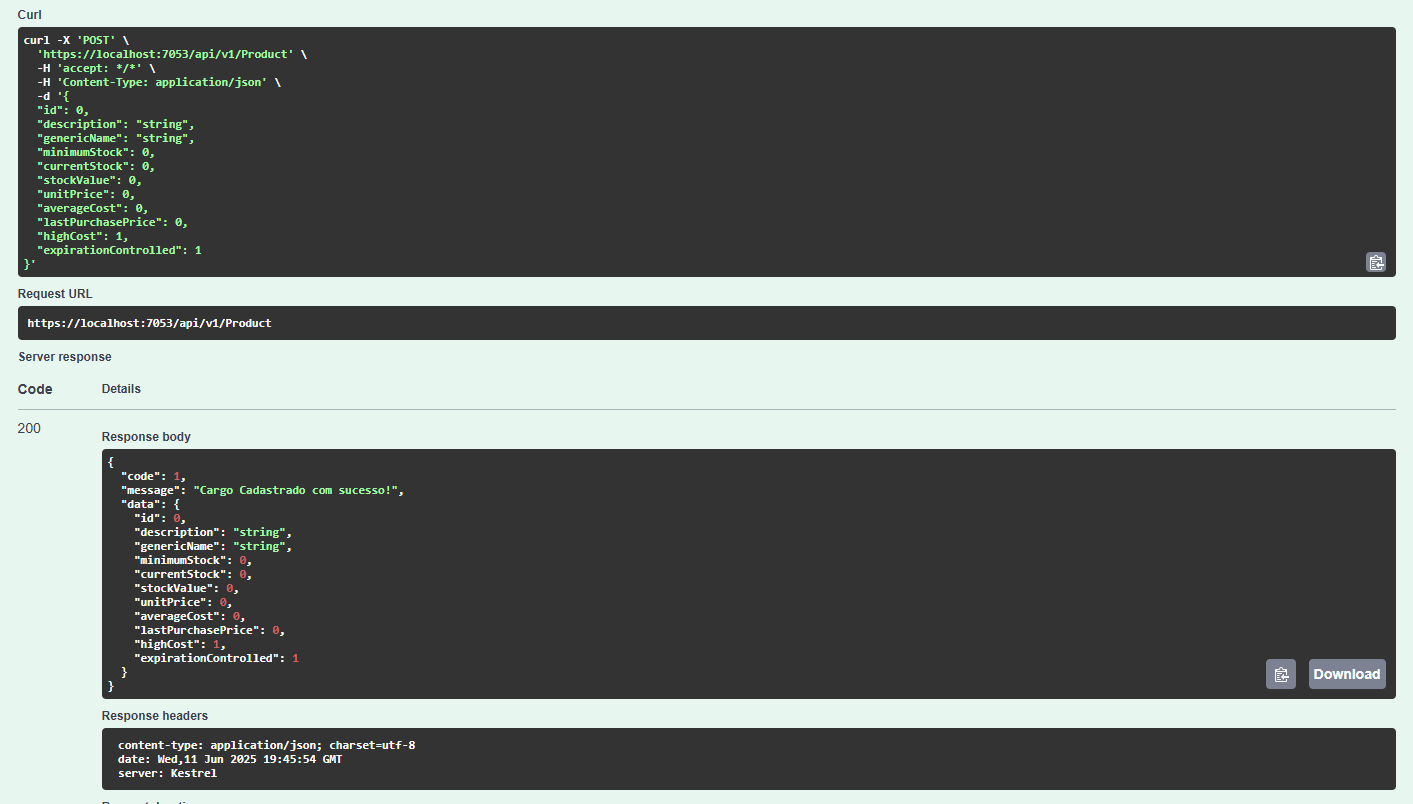 Curl
curl -X 'POST' \
  'https://localhost:7053/api/v1/Product' \
  -H 'accept: */*' \
  -H 'Content-Type: application/json' \
  -d '{
  "id": 0,
  "description": "string",
  "genericName": "string",
  "minimumStock": 0,
  "currentStock": 0,
  "stockValue": 0,
  "unitPrice": 0,
  "averageCost": 0,
  "lastPurchasePrice": 0,
  "highCost": 1,
  "expirationControlled": 1
}'
Request URL
https://localhost:7053/api/v1/Product
Server response
Code Details
200
Response body
{
  "code": 1,
  "message": "Cargo Cadastrado com sucesso!",
  "data": {
    "id": 0,
    "description": "string",
    "genericName": "string",
    "minimumStock": 0,
    "currentStock": 0,
    "stockValue": 0,
    "unitPrice": 0,
    "averageCost": 0,
    "lastPurchasePrice": 0,
    "highCost": 1,
    "expirationControlled": 1
  }
}
Download
Response headers
content-type: application/json; charset=utf-8
date: Wed,11 Jun 2025 19:45:54 GMT
server: Kestrel